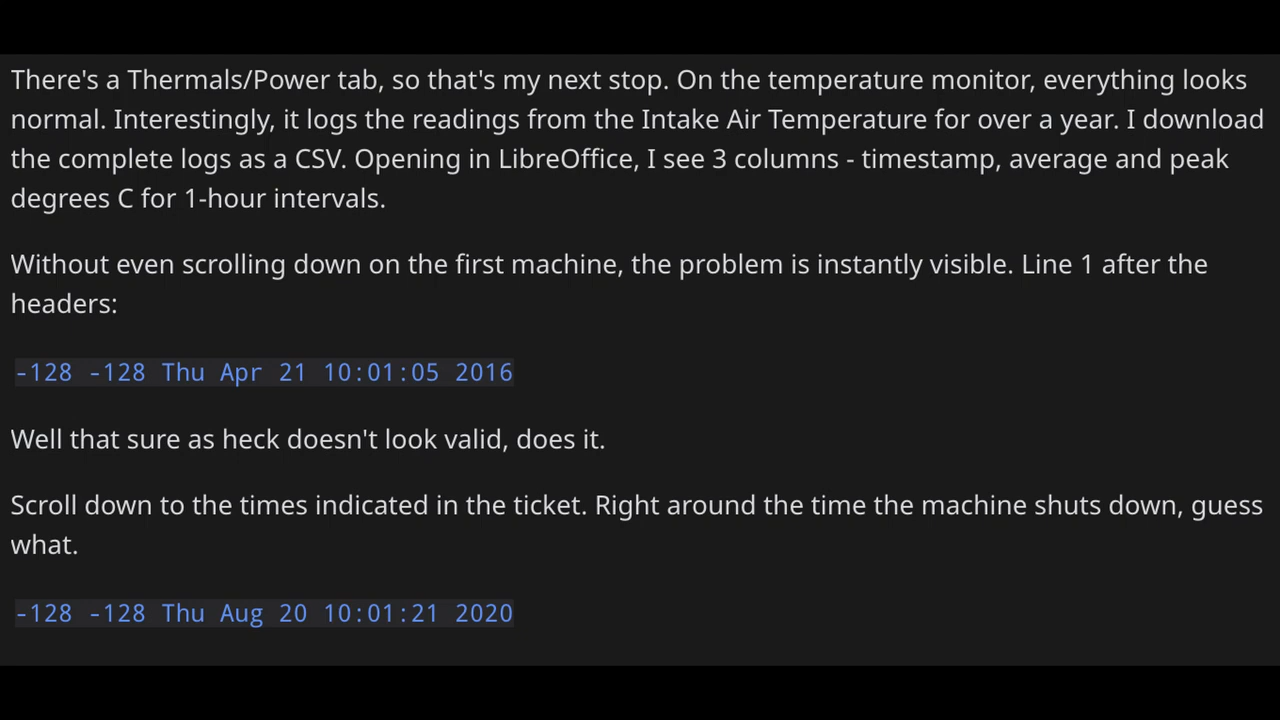 There's a Thermals/Power tab, so that's my next stop. On the temperature monitor, everything looks
normal. Interestingly, it logs the readings from the Intake Air Temperature for over a year. I download
the complete logs as a CSV. Opening in LibreOffice, I see 3 columns - timestamp, average and peak
degrees C for 1-hour intervals.
Without even scrolling down on the first machine, the problem is instantly visible. Line 1 after the
headers:
-128 -128 Thu Apr 21 10:01:05 2016
Well that sure as heck doesn't look valid, does it.
Scroll down to the times indicated in the ticket. Right around the time the machine shuts down, guess
what.
-128 -128 Thu Aug 20 10:01:21 2020